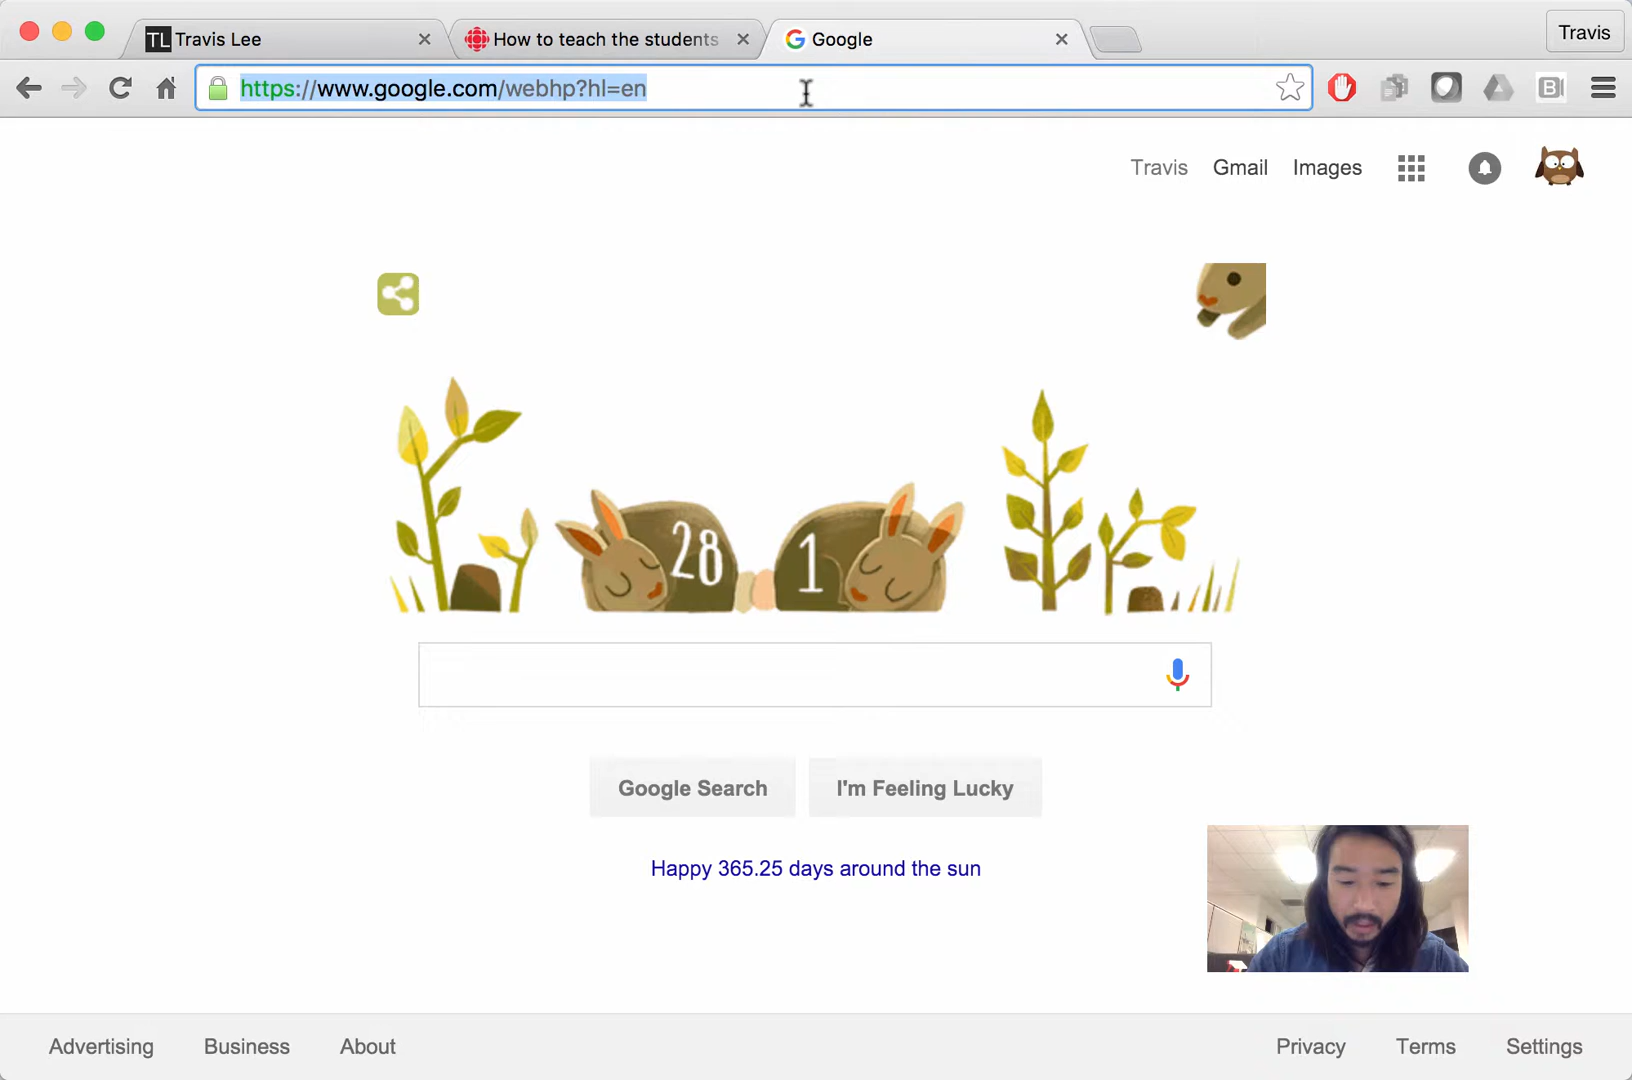 TL Travis Lee
How to teach the students
Google
Travis
https://www.google.com/webhp?hl=en
B
Travis Gmail Images
28 1
Google Search I'm Feeling Lucky
Happy 365.25 days around the sun
Advertising Business About Privacy Terms Settings